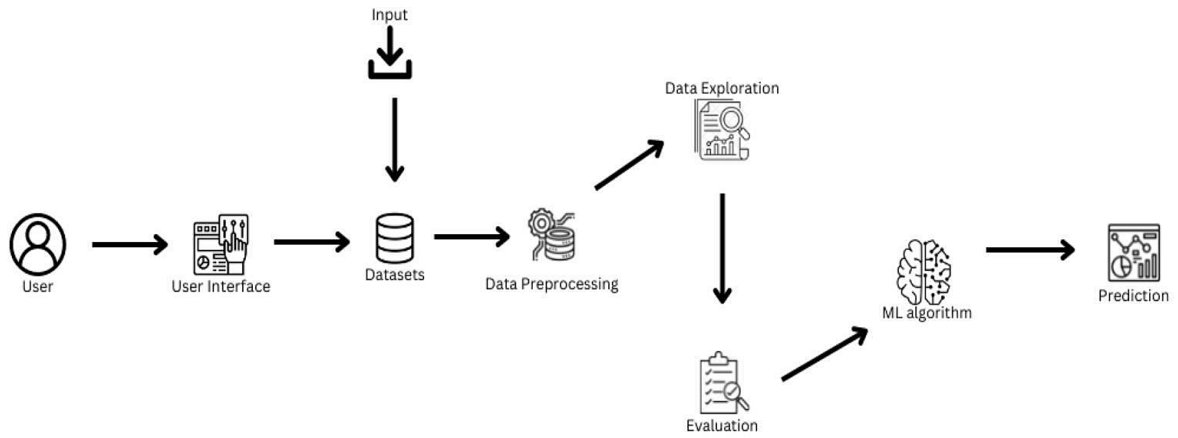 Input
Data Exploration
User
User Interface
Datasets
Data Preprocessing
ML algorithm
Prediction
Evaluation